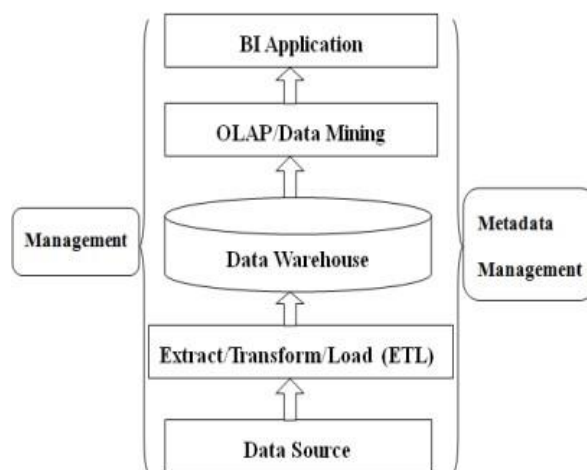 BI Application
OLAP/Data Mining
Management
Data Warehouse
Metadata
Management
Extract/Transform/Load (ETL)
Data Source